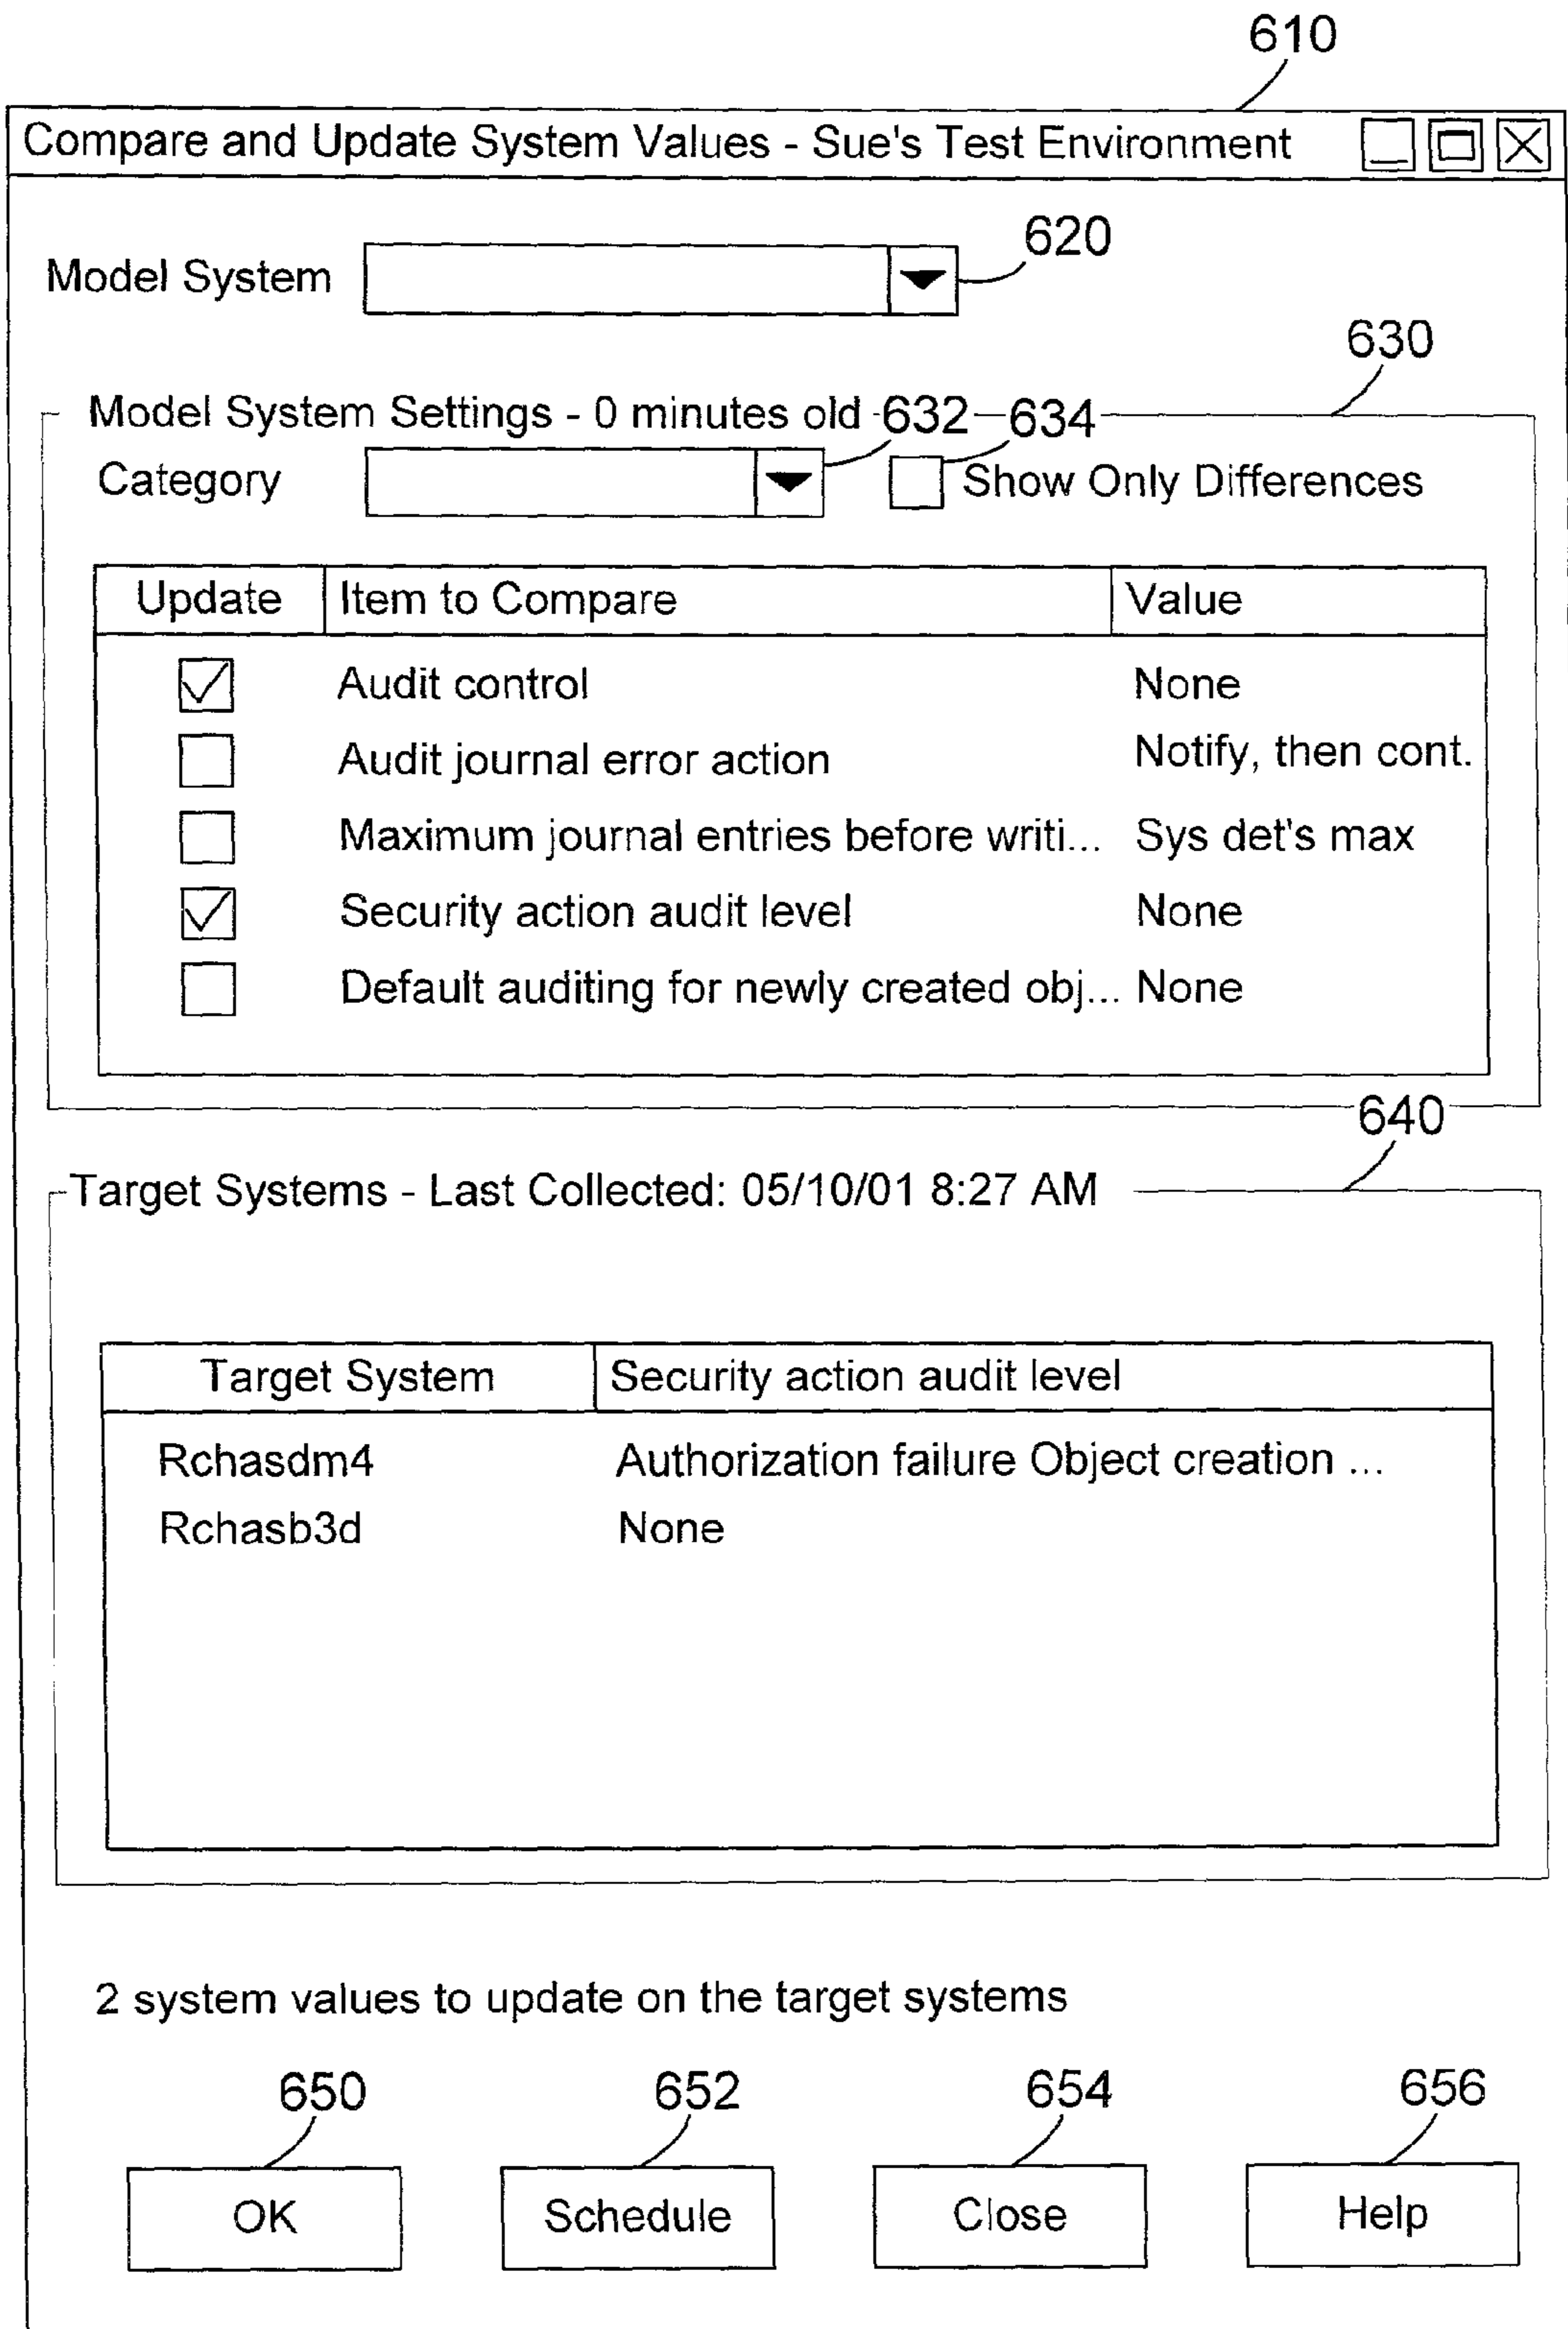 610
Compare and Update System Values - Sue's Test Environment
620
Model System
630
Model System Settings - 0 minutes old 632 634
Category Show Only Differences
Update Item to Compare Value
Audit control None
Audit journal error action Notify, then cont.
Maximum journal entries before writi... Sys det's max
Security action audit level None
Default auditing for newly created obj... None
640
Target Systems - Last Collected: 05/10/01 8:27 AM
Target System Security action audit level
Rchasdm4 Authorization failure Object creation ...
Rchasb3d None
2 system values to update on the target systems
650 652 654 656
OK Schedule Close Help